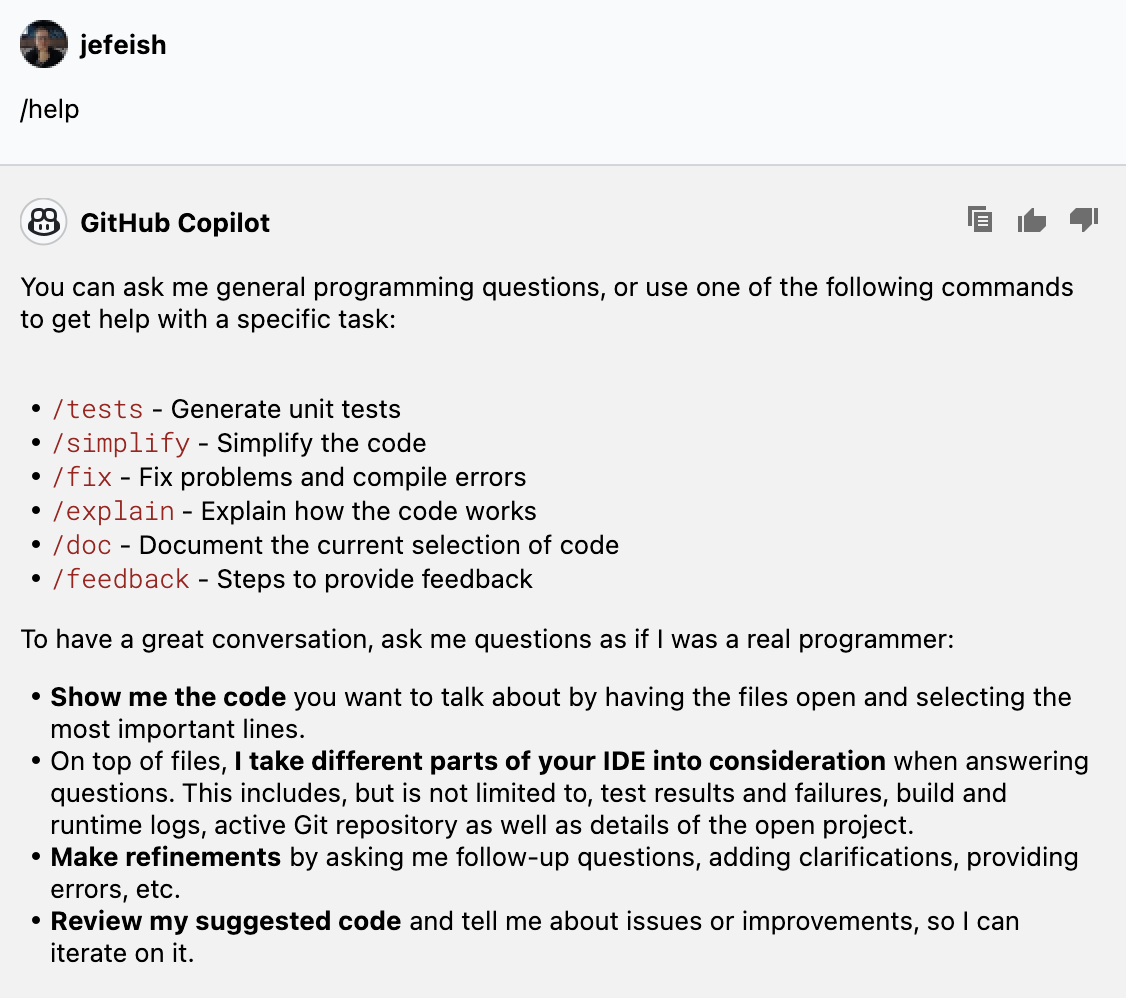 jefeish
/help
GitHub Copilot
You can ask me general programming questions, or use one of the following commands
to get help with a specific task:
• /tests - Generate unit tests
• /simplify - Simplify the code
• /fix - Fix problems and compile errors
• /explain - Explain how the code works
• /doc - Document the current selection of code
• /feedback - Steps to provide feedback
To have a great conversation, ask me questions as if I was a real programmer:
• Show me the code you want to talk about by having the files open and selecting the
most important lines.
• On top of files, I take different parts of your IDE into consideration when answering
questions. This includes, but is not limited to, test results and failures, build and
runtime logs, active Git repository as well as details of the open project.
• Make refinements by asking me follow-up questions, adding clarifications, providing
errors, etc.
• Review my suggested code and tell me about issues or improvements, so I can
iterate on it.